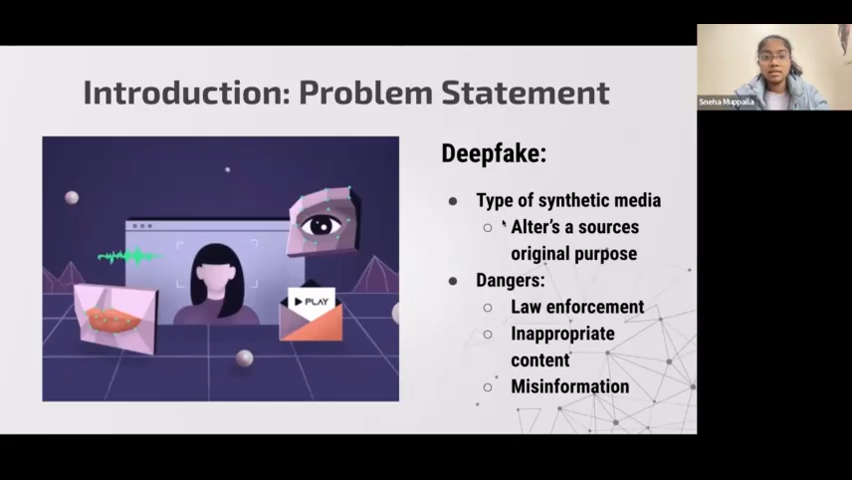 Introduction: Problem Statement
Sneha Muppalla
Deepfake:
Type of synthetic media
Alter's a sources
original purpose
Dangers:
Law enforcement
Inappropriate
content
Misinformation
PLAY